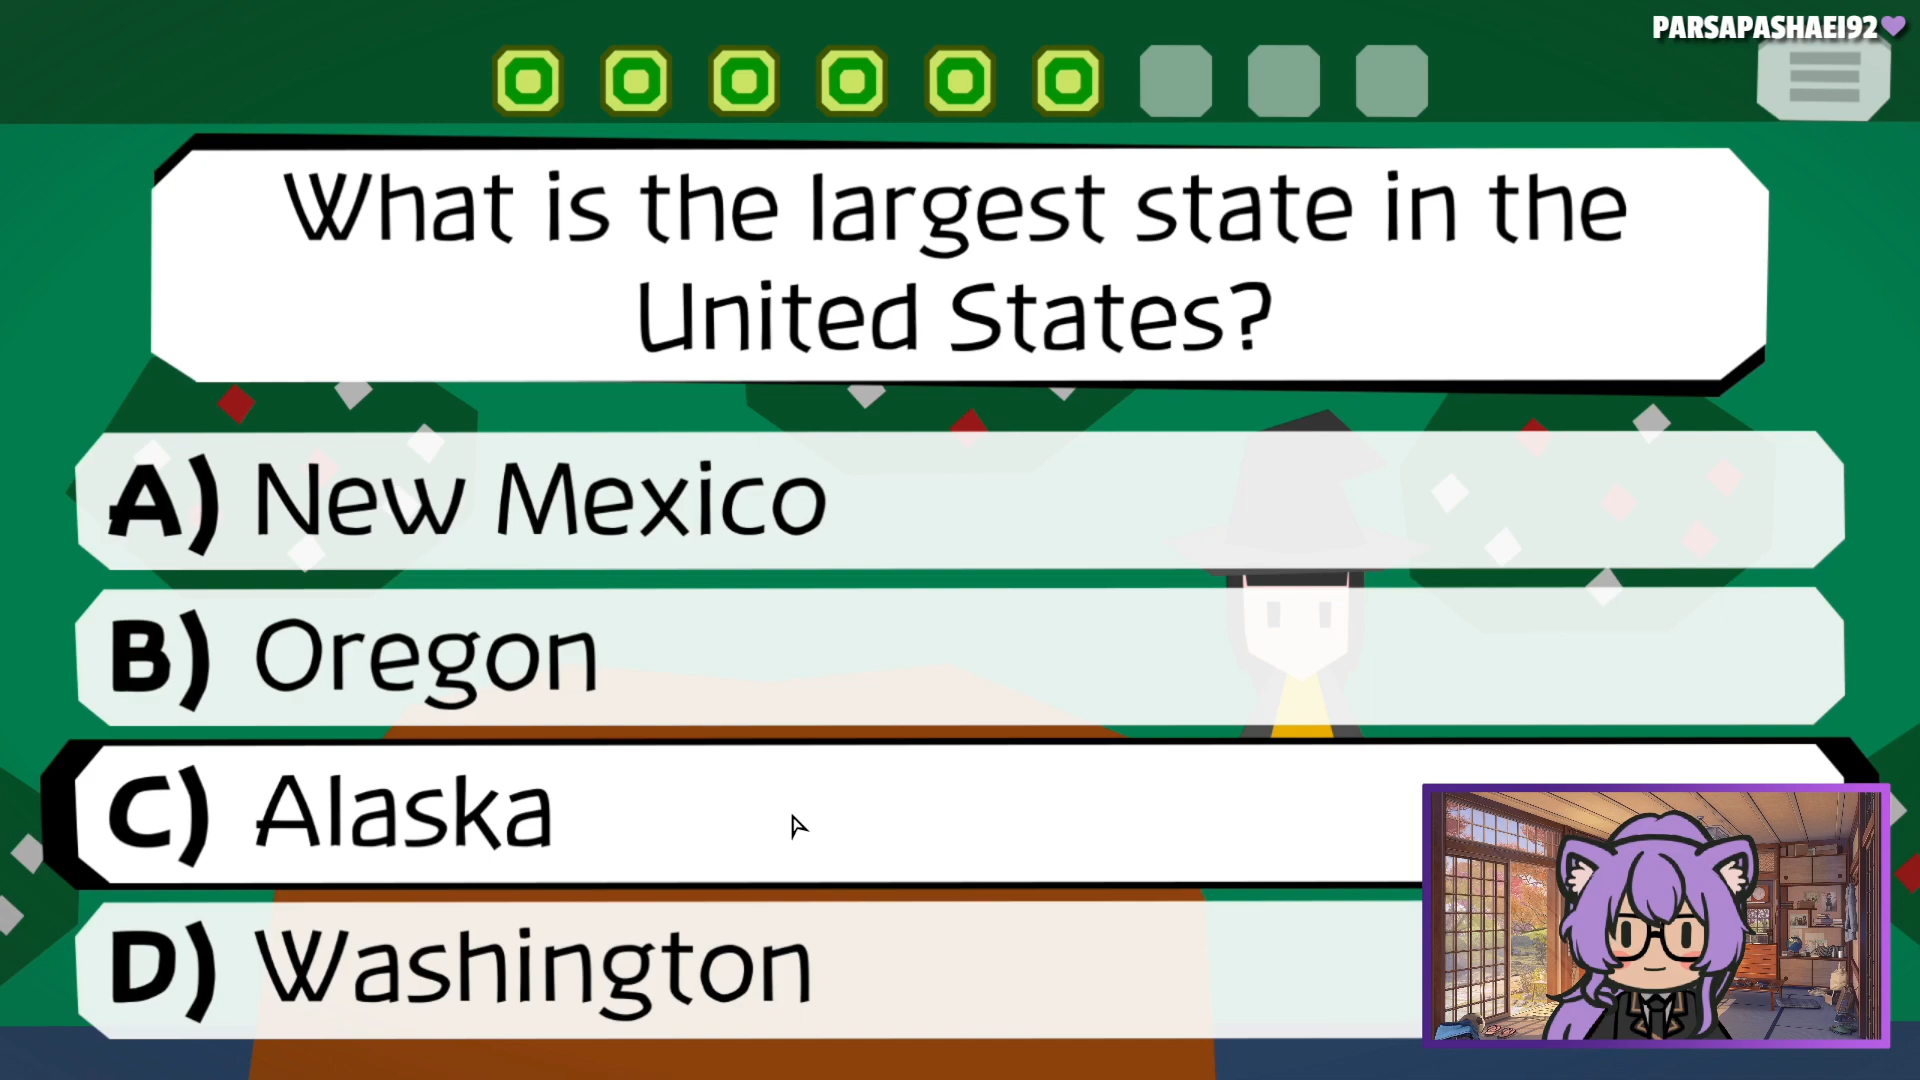 PARSAPASHAEI92
What is the largest state in the
United States?
A) New Mexico
B) Oregon
C) Alaska
D) Washington